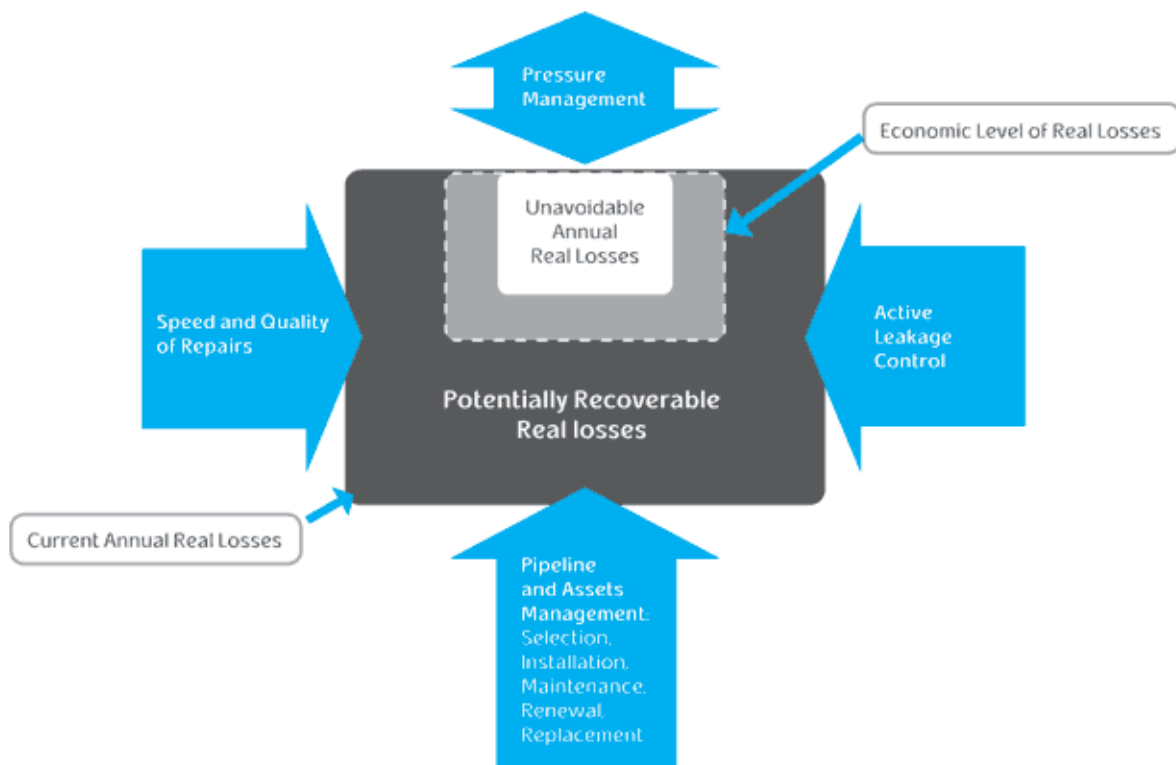 Pressure
Management
Economic Level of Real Losses
Unavoidable
Annual
Real Losses
Speed and Quality
of Repairs
Active
Leakage
Control
Potentially Recoverable
Real losses
Current Annual Real Losses
Pipeline
and Assets
Management:
Selection,
Installation,
Maintenance,
Renewal,
Replacement